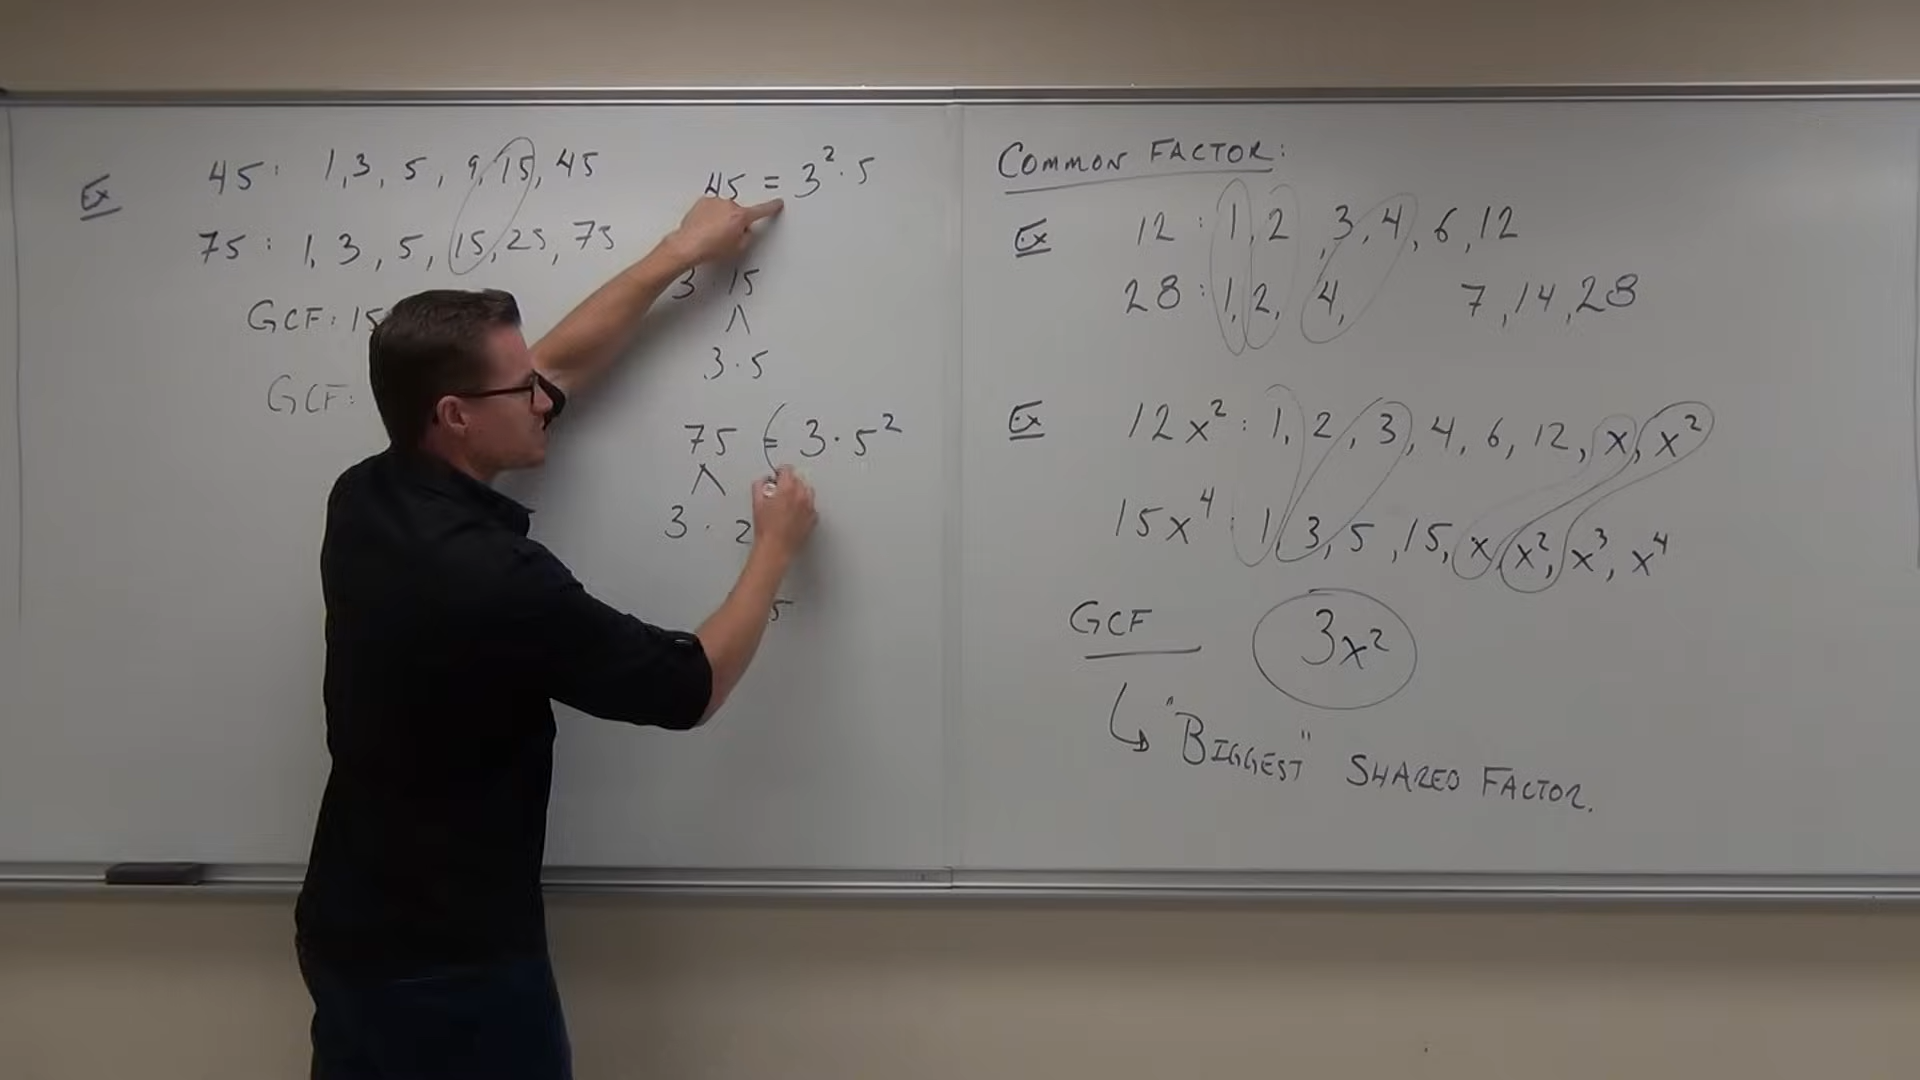 Ex 45: 1, 3, 5, 9, 15, 45
75: 1, 3, 5, 15, 25, 75
GCF: 15
GCF:
45 = 3² · 5
3 · 15
3 · 5
75 = 3 · 5²
3 · 2
5
COMMON FACTOR:
Ex 12: 1, 2, 3, 4, 6, 12
28: 1, 2, 4, 7, 14, 28
Ex 12x²: 1, 2, 3, 4, 6, 12, x, x²
15x⁴: 1, 3, 5, 15, x, x², x³, x⁴
GCF 3x²
"BIGGEST" SHARED FACTOR.